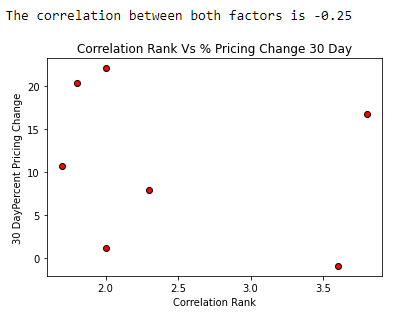 The correlation between both factors is -0.25
Correlation Rank Vs % Pricing Change 30 Day
30 DayPercent Pricing Change
20
15
10
5
0
2.0 2.5 3.0 3.5
Correlation Rank